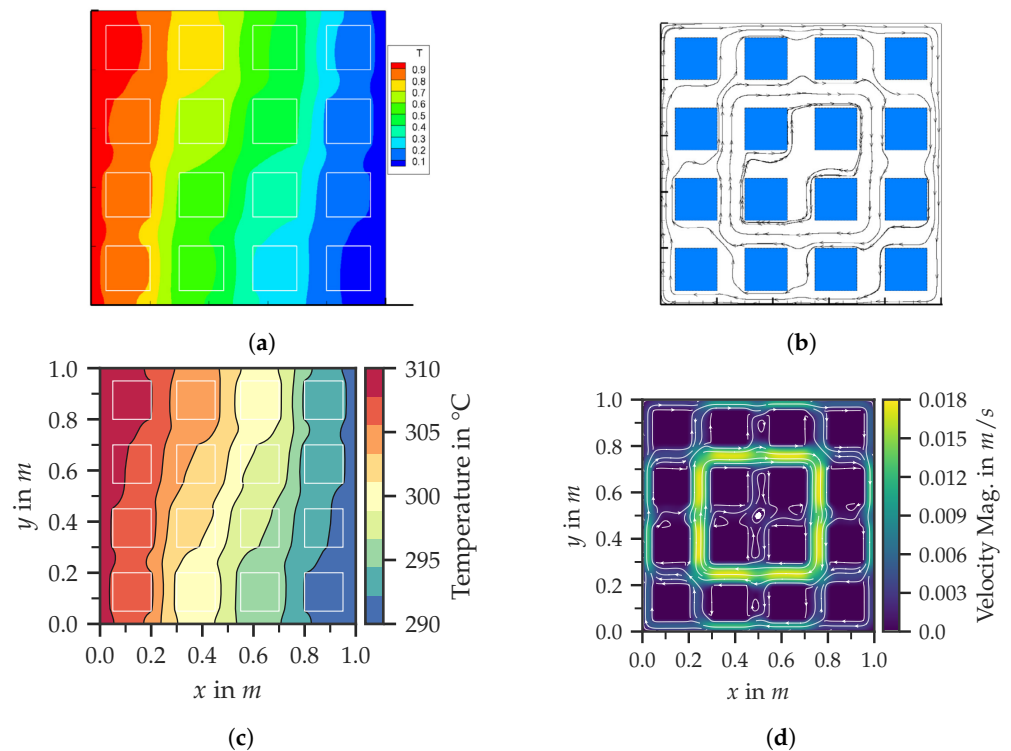 T
0.9
0.8
0.7
0.6
0.5
0.4
0.3
0.2
0.1
(a)
(b)
1.0
0.8
0.6
0.4
0.2
0.0
y in m
0.0 0.2 0.4 0.6 0.8 1.0
x in m
310
305
300
295
290
Temperature in °C
(c)
1.0
0.8
0.6
0.4
0.2
0.0
y in m
0.0 0.2 0.4 0.6 0.8 1.0
x in m
0.018
0.015
0.012
0.009
0.006
0.003
0.0
Velocity Mag. in m/s
(d)